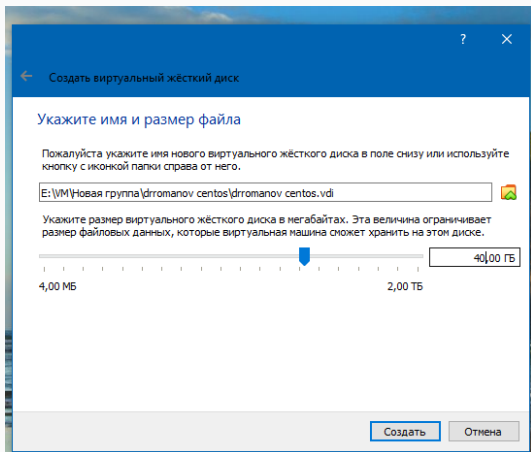 ?
Создать виртуальный жёсткий диск
Укажите имя и размер файла
Пожалуйста укажите имя нового виртуального жёсткого диска в поле снизу или используйте
кнопку с иконкой папки справа от него.
E:\VM\Новая группа\drromanov centos\drromanov centos.vdi
Укажите размер виртуального жёсткого диска в мегабайтах. Эта величина ограничивает
размер файловых данных, которые виртуальная машина сможет хранить на этом диске.
40,00 ГБ
4,00 МБ 2,00 ТБ
Создать Отмена